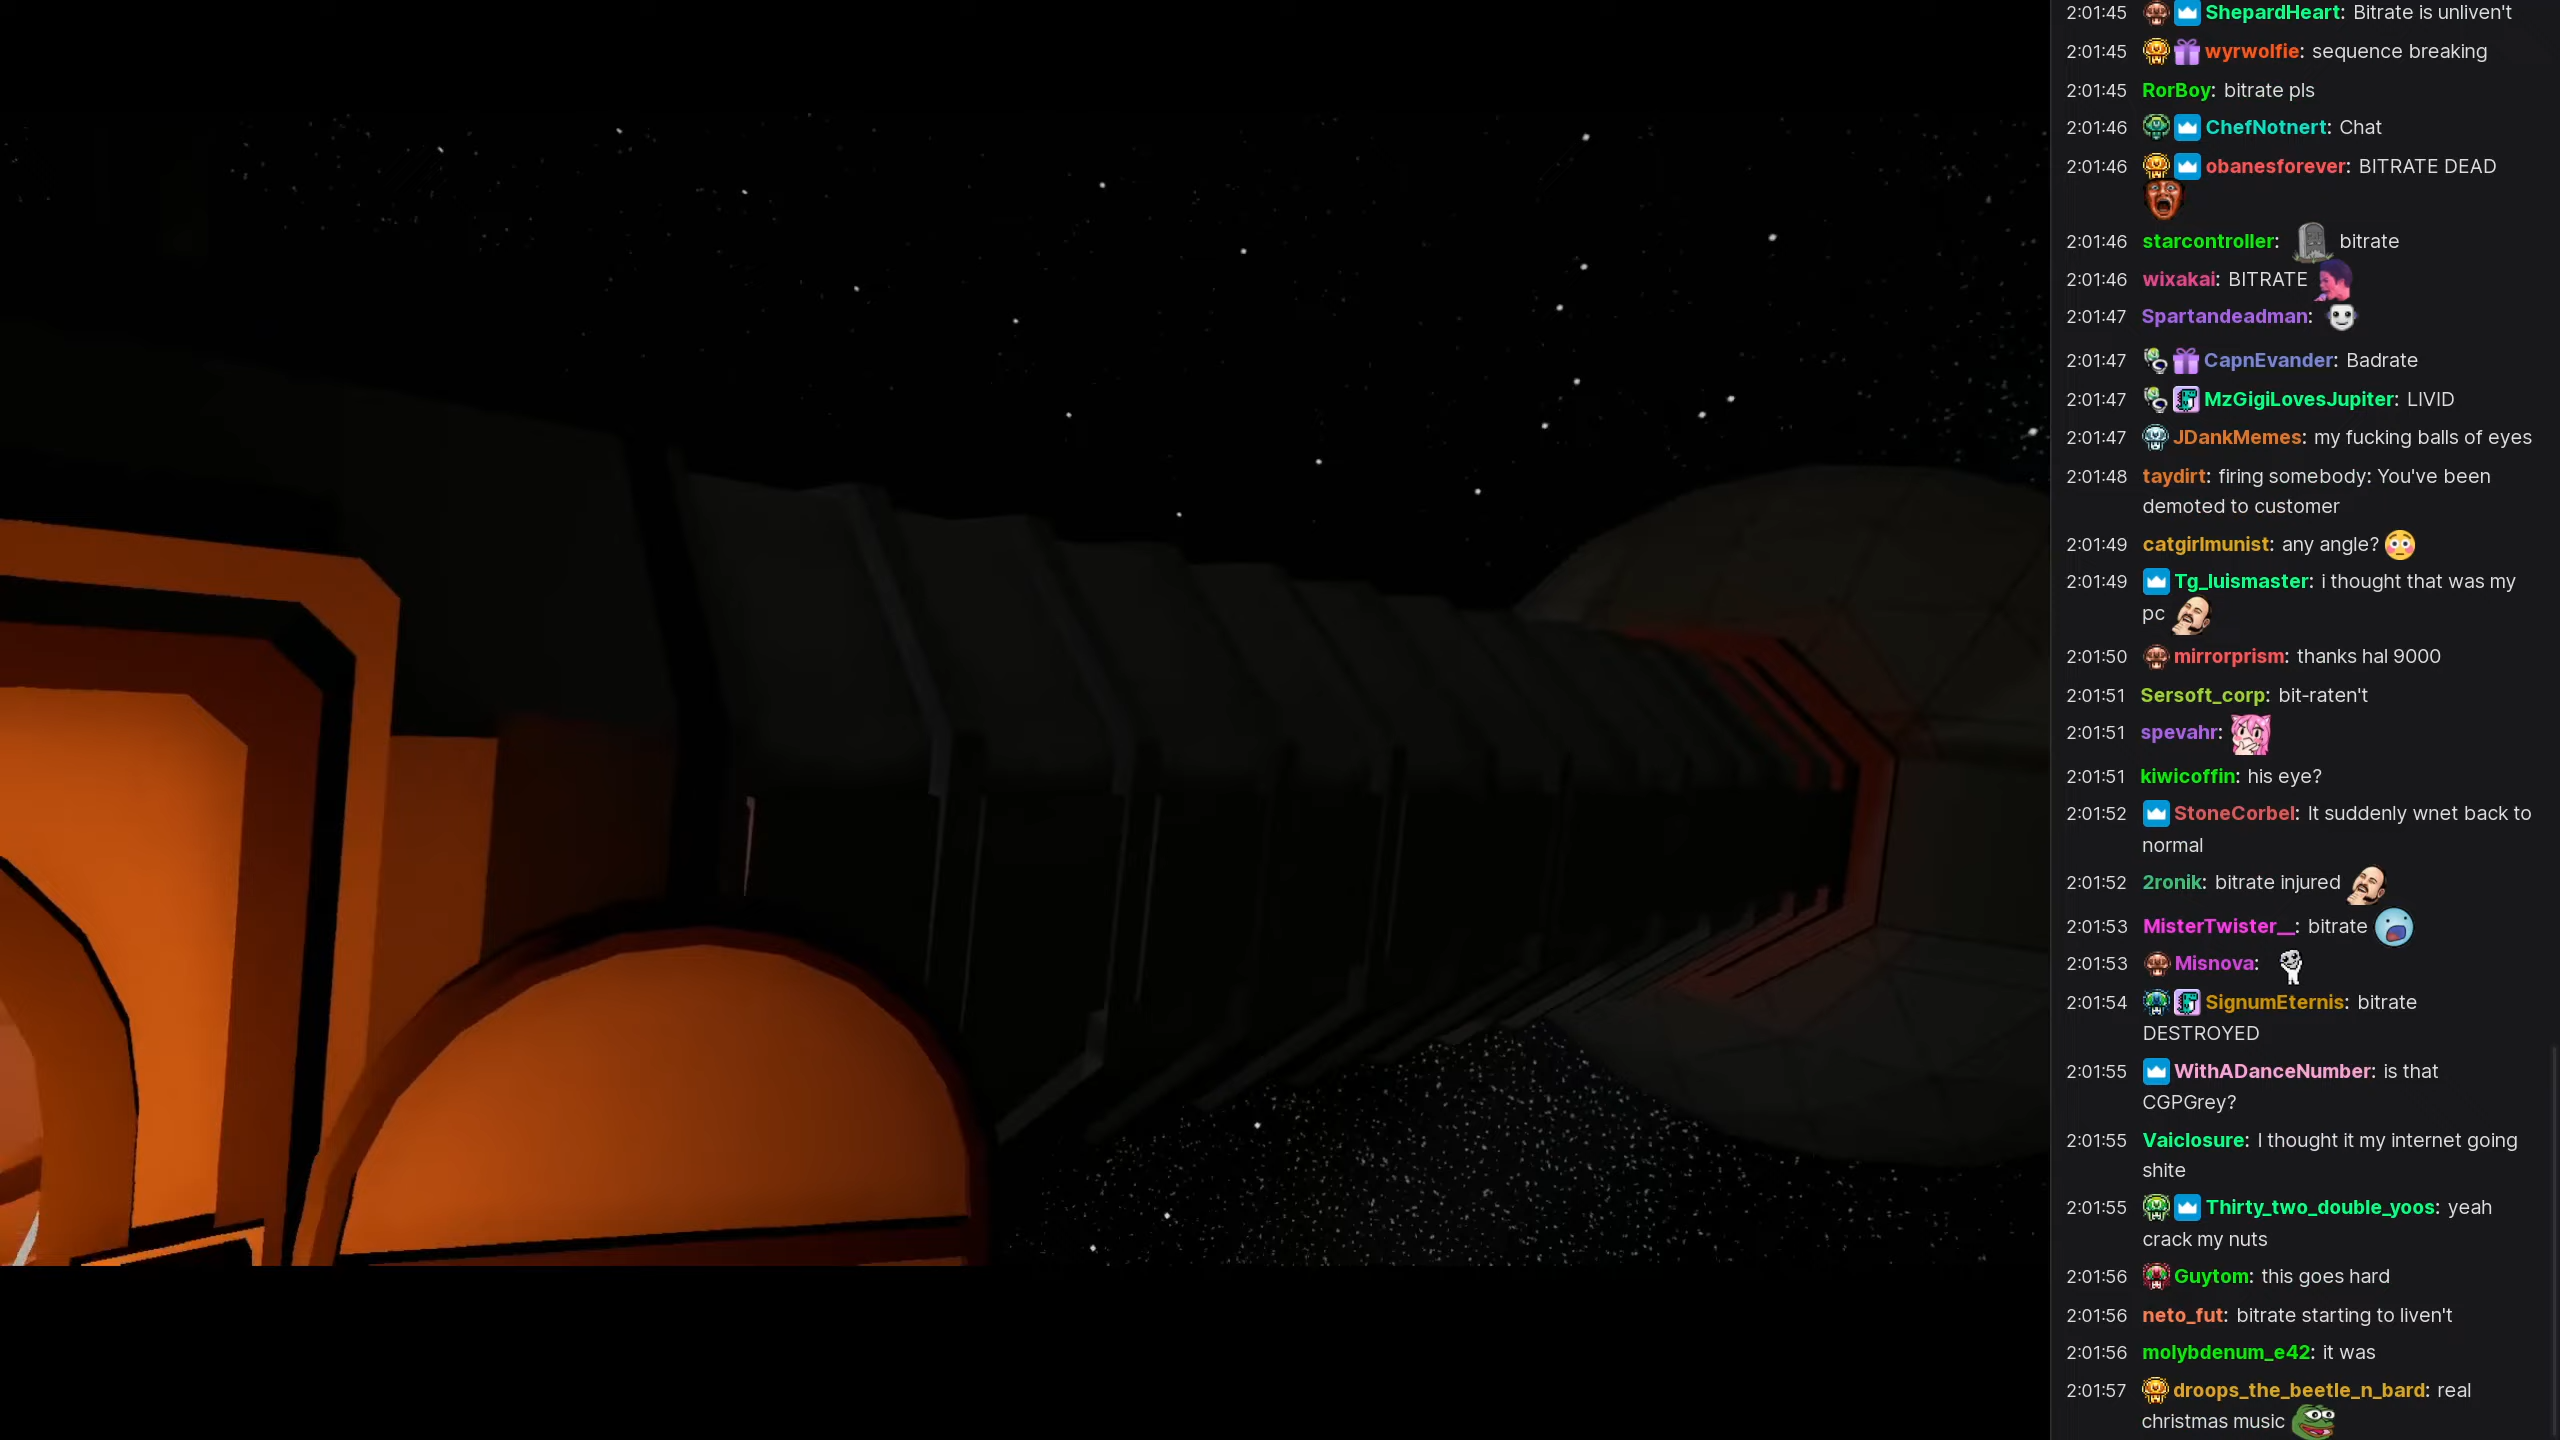 2:01:45 ShepardHeart: Bitrate is unliven't
2:01:45 wyrwolfie: sequence breaking
2:01:45 RorBoy: bitrate pls
2:01:46 ChefNotnert: Chat
2:01:46 obanesforever: BITRATE DEAD
2:01:46 starcontroller: bitrate
2:01:46 wixakai: BITRATE
2:01:47 Spartandeadman:
2:01:47 CapnEvander: Badrate
2:01:47 MzGigiLovesJupiter: LIVID
2:01:47 JDankMemes: my fucking balls of eyes
2:01:48 taydirt: firing somebody: You've been
demoted to customer
2:01:49 catgirlmunist: any angle?
2:01:49 Tg_luismaster: i thought that was my
pc
2:01:50 mirrorprism: thanks hal 9000
2:01:51 Sersoft_corp: bit-raten't
2:01:51 spevahr:
2:01:51 kiwicoffin: his eye?
2:01:52 StoneCorbel: It suddenly wnet back to
normal
2:01:52 2ronik: bitrate injured
2:01:53 MisterTwister__: bitrate
2:01:53 Misnova:
2:01:54 SignumEternis: bitrate
DESTROYED
2:01:55 WithADanceNumber: is that
CGPGrey?
2:01:55 Vaiclosure: I thought it my internet going
shite
2:01:55 Thirty_two_double_yoos: yeah
crack my nuts
2:01:56 Guytom: this goes hard
2:01:56 neto_fut: bitrate starting to liven't
2:01:56 molybdenum_e42: it was
2:01:57 droops_the_beetle_n_bard: real
christmas music